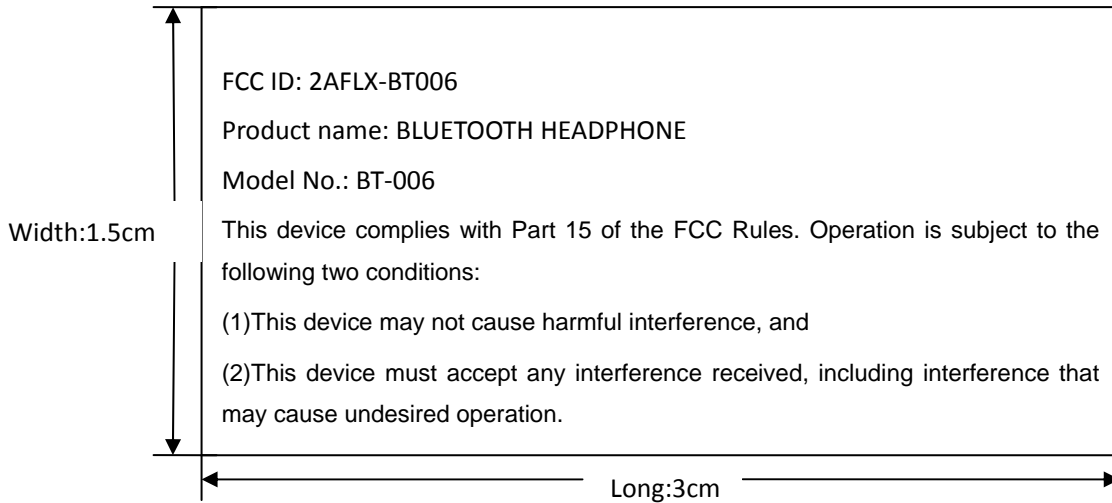 FCC ID: 2AFLX-BT006
Product name: BLUETOOTH HEADPHONE
Model No.: BT-006
Width:1.5cm
This device complies with Part 15 of the FCC Rules. Operation is subject to the
following two conditions:
(1)This device may not cause harmful interference, and
(2)This device must accept any interference received, including interference that
may cause undesired operation.
Long:3cm